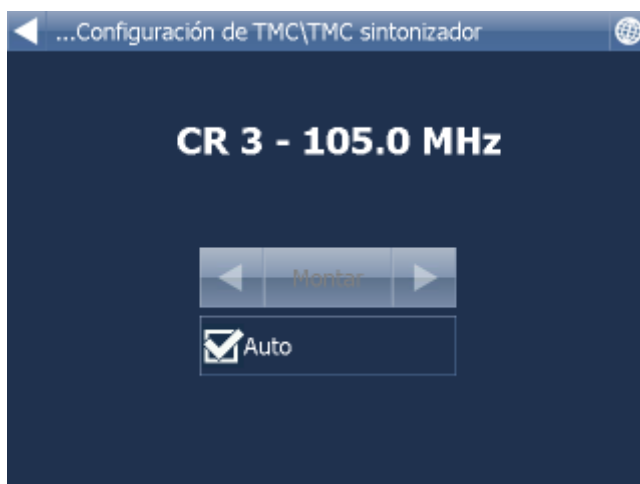 ...Configuración de TMC\TMC sintonizador
CR 3 - 105.0 MHz
Montar
Auto